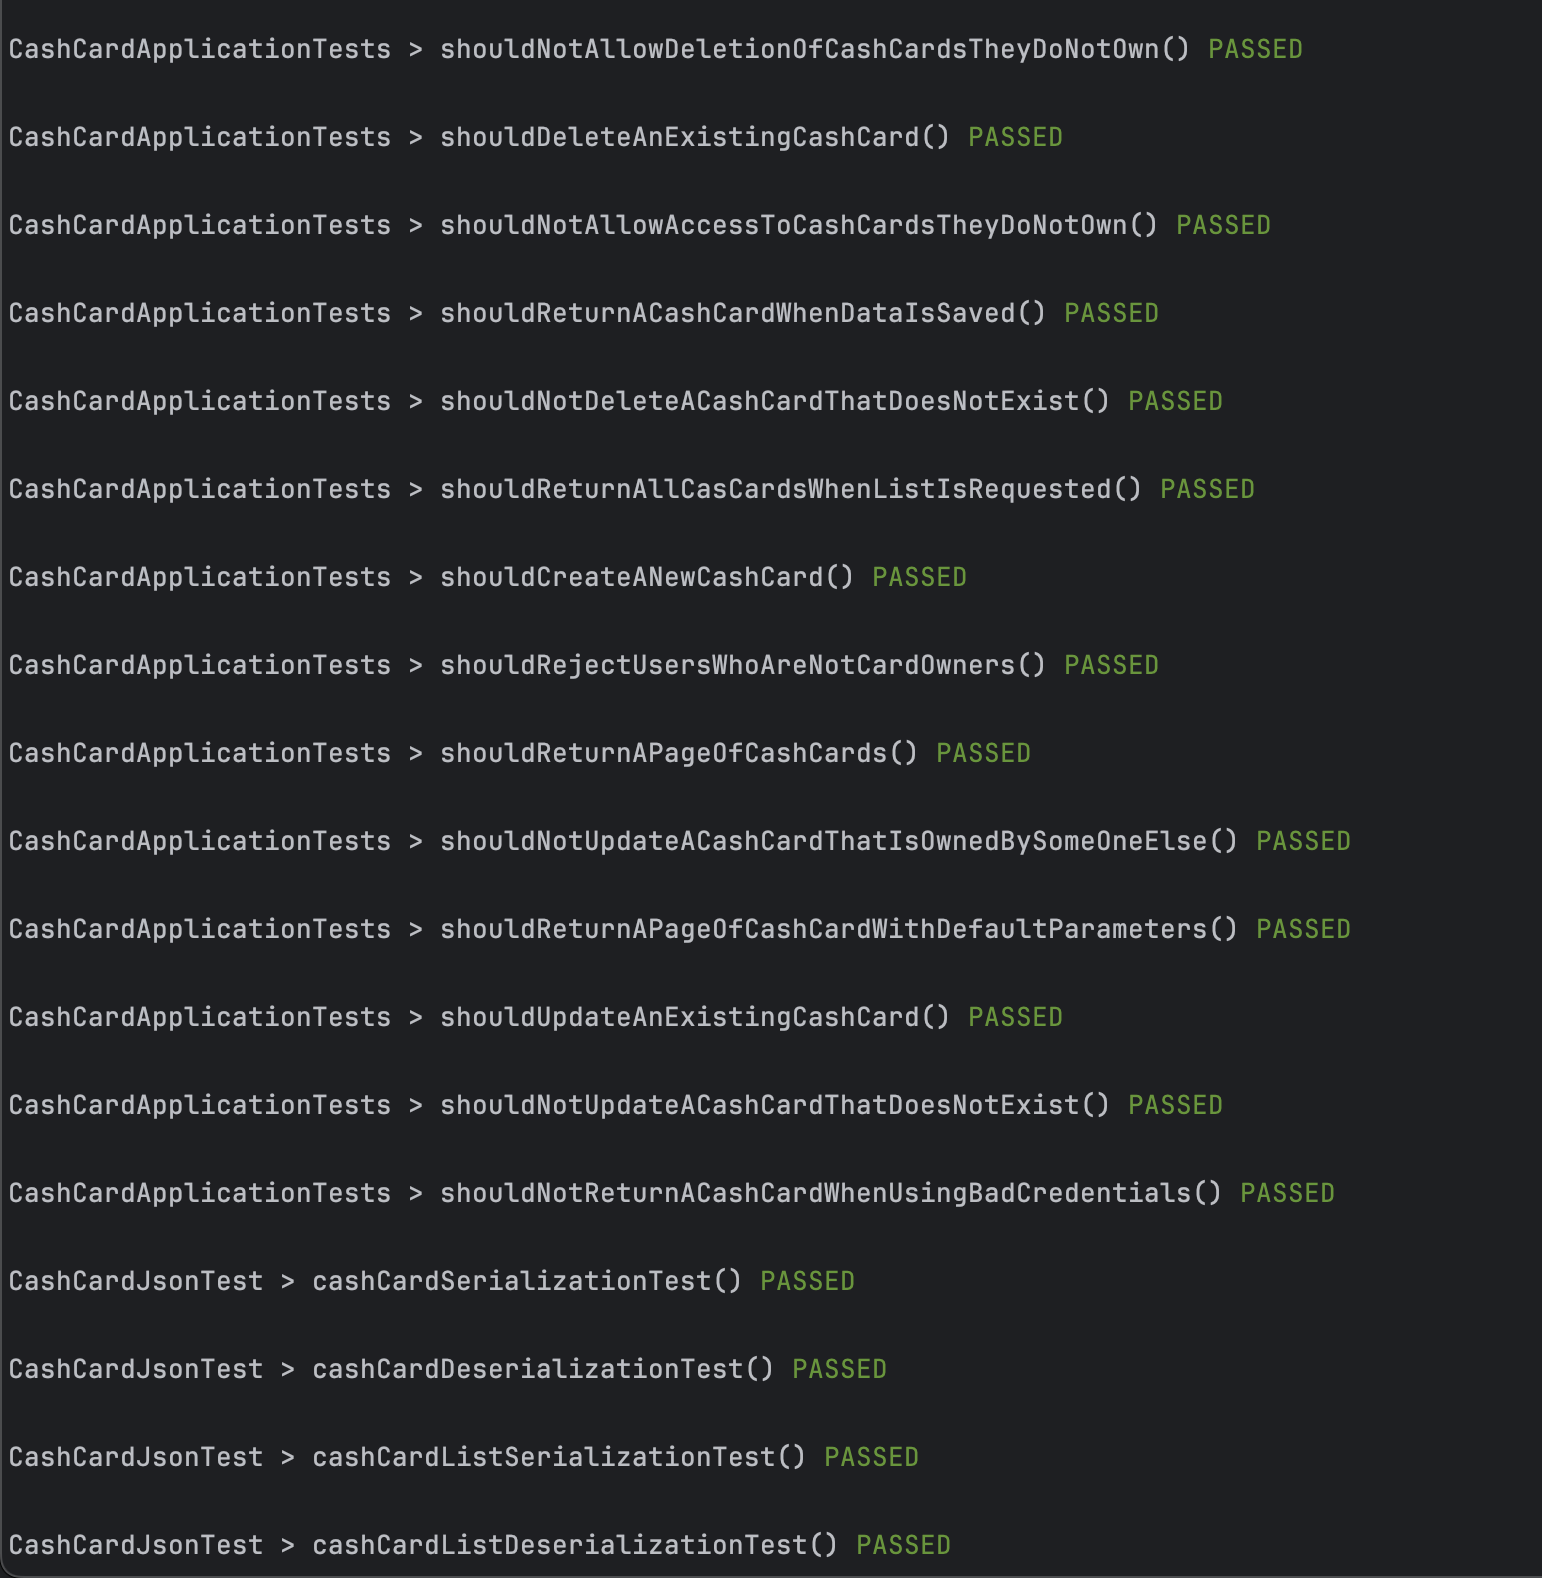 CashCardApplicationTests > shouldNotAllowDeletionOfCashCardsTheyDoNotOwn() PASSED
CashCardApplicationTests > shouldDeleteAnExistingCashCard() PASSED
CashCardApplicationTests > shouldNotAllowAccessToCashCardsTheyDoNotOwn() PASSED
CashCardApplicationTests > shouldReturnACashCardWhenDataIsSaved() PASSED
CashCardApplicationTests > shouldNotDeleteACashCardThatDoesNotExist() PASSED
CashCardApplicationTests > shouldReturnAllCasCardsWhenListIsRequested() PASSED
CashCardApplicationTests > shouldCreateANewCashCard() PASSED
CashCardApplicationTests > shouldRejectUsersWhoAreNotCardOwners() PASSED
CashCardApplicationTests > shouldReturnAPageOfCashCards() PASSED
CashCardApplicationTests > shouldNotUpdateACashCardThatIsOwnedBySomeOneElse() PASSED
CashCardApplicationTests > shouldReturnAPageOfCashCardWithDefaultParameters() PASSED
CashCardApplicationTests > shouldUpdateAnExistingCashCard() PASSED
CashCardApplicationTests > shouldNotUpdateACashCardThatDoesNotExist() PASSED
CashCardApplicationTests > shouldNotReturnACashCardWhenUsingBadCredentials() PASSED
CashCardJsonTest > cashCardSerializationTest() PASSED
CashCardJsonTest > cashCardDeserializationTest() PASSED
CashCardJsonTest > cashCardListSerializationTest() PASSED
CashCardJsonTest > cashCardListDeserializationTest() PASSED